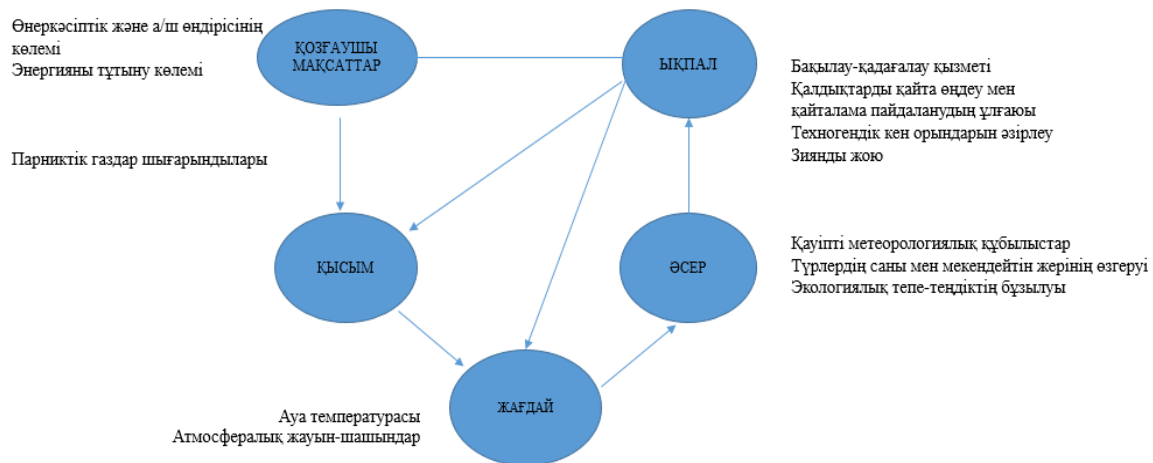 Өнеркәсіптік және а/ш өндірісінің
көлемі
Энергияны тұтыну көлемі
ҚОЗҒАУШЫ
МАҚСАТТАР
ЫҚПАЛ
Бақылау-қадағалау қызметі
Қалдықтарды қайта өңдеу мен
қайталама пайдаланудың ұлғаюы
Техногендік кен орындарын әзірлеу
Зиянды жою
Парниктік газдар шығарындылары
ҚЫСЫМ
ӘСЕР
Қауіпті метеорологиялық құбылыстар
Түрлердің саны мен мекендейтін жерінің өзгеруі
Экологиялық тепе-теңдіктің бұзылуы
ЖАҒДАЙ
Ауа температурасы
Атмосфералық жауын-шашындар